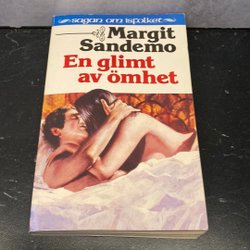 sagan om isfolket
Margit
Sandemo
En glimt
av ömhet